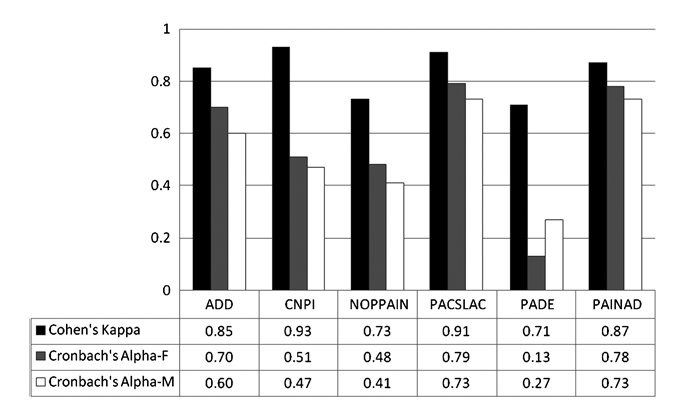 1
0.8
0.6
0.4
0.2
0
ADD CNPI NOPPAIN PACSLAC PADE PAINAD
Cohen's Kappa 0.85 0.93 0.73 0.91 0.71 0.87
Cronbach's Alpha-F 0.70 0.51 0.48 0.79 0.13 0.78
Cronbach's Alpha-M 0.60 0.47 0.41 0.73 0.27 0.73